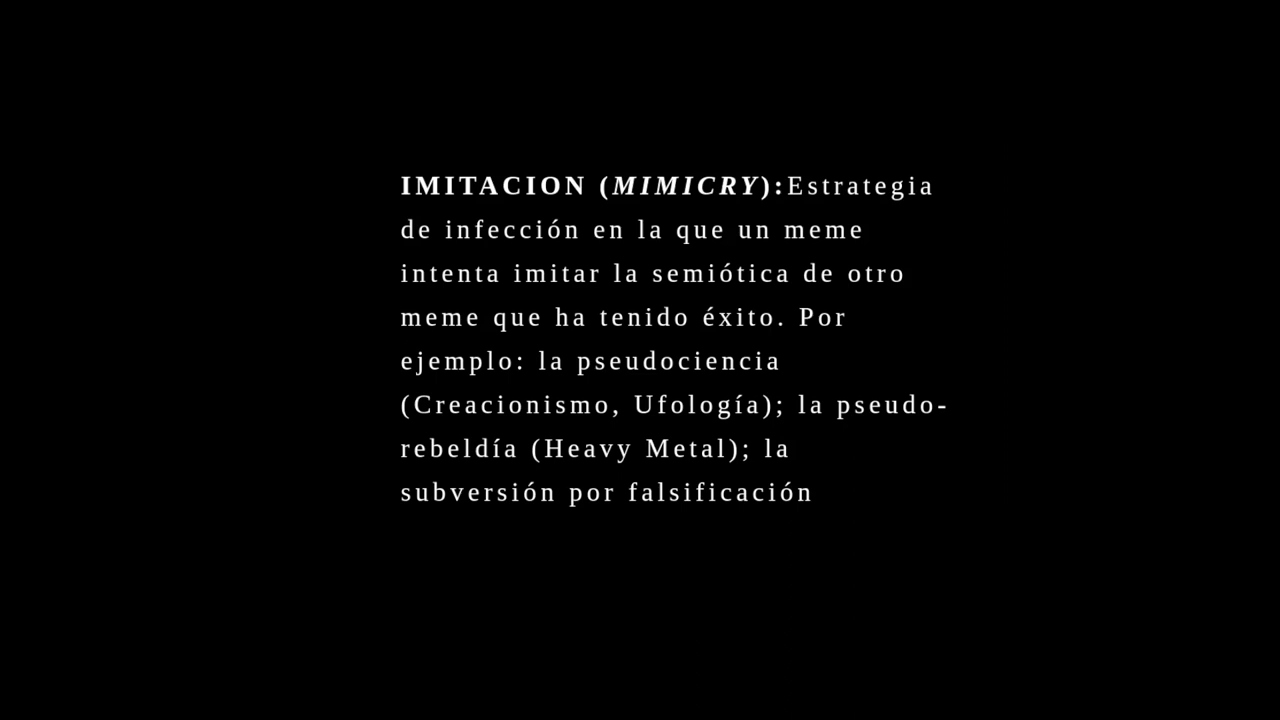 IMITACION (MIMICRY):Estrategia
de infección en la que un meme
intenta imitar la semiótica de otro
meme que ha tenido éxito. Por
ejemplo: la pseudociencia
(Creacionismo, Ufología); la pseudo-
rebeldía (Heavy Metal); la
subversión por falsificación